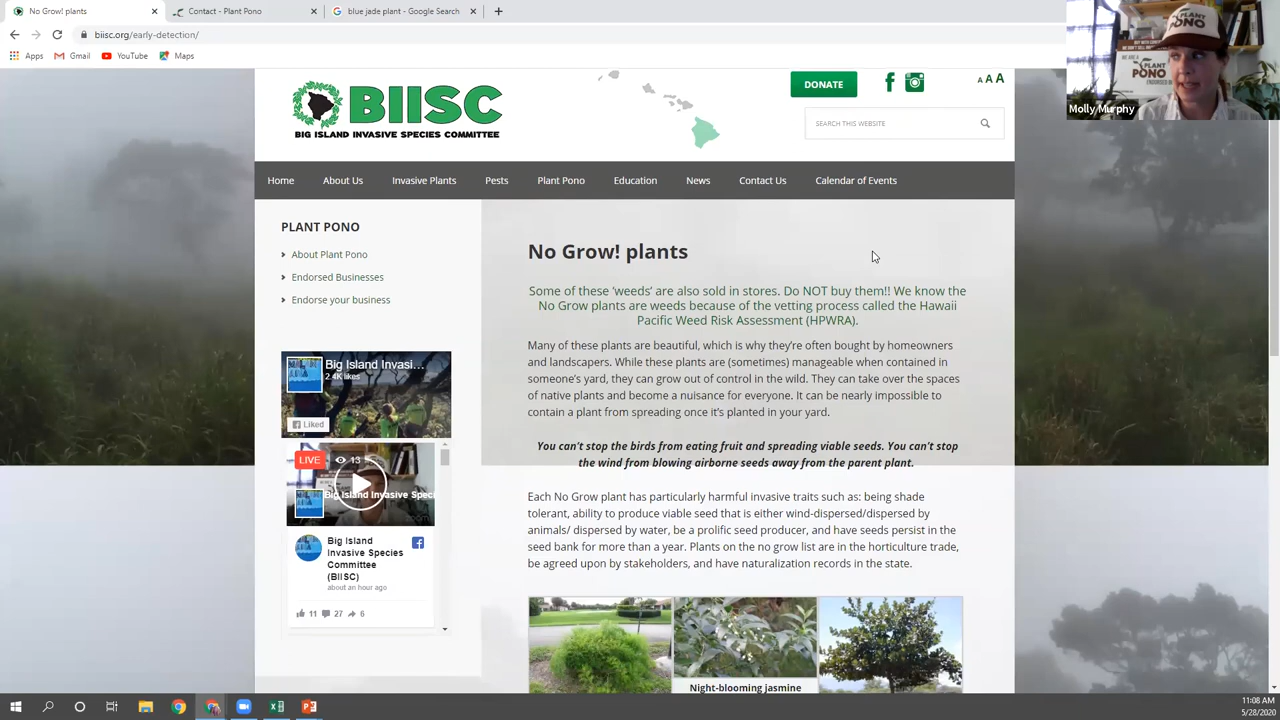 No Grow! plants
Contact - Plant Pono
blue jade plant - Google Search
biisc.org/early-detection/
Apps
Gmail
YouTube
Maps
PLANT
PONO
PLANT
PONO
Molly Murphy
BIISC
BIG ISLAND INVASIVE SPECIES COMMITTEE
DONATE
A A A
SEARCH THIS WEBSITE
Home
About Us
Invasive Plants
Pests
Plant Pono
Education
News
Contact Us
Calendar of Events
PLANT PONO
About Plant Pono
Endorsed Businesses
Endorse your business
Big Island Invasi...
2.4K likes
Liked
LIVE
13
Big Island Invasive Speci
Big Island
Invasive Species
Committee
(BIISC)
about an hour ago
11
27
6
No Grow! plants
Some of these 'weeds' are also sold in stores. Do NOT buy them!! We know the
No Grow plants are weeds because of the vetting process called the Hawaii
Pacific Weed Risk Assessment (HPWRA).
Many of these plants are beautiful, which is why they're often bought by homeowners
and landscapers. While these plants are (sometimes) manageable when contained in
someone's yard, they can grow out of control in the wild. They can take over the spaces
of native plants and become a nuisance for everyone. It can be nearly impossible to
contain a plant from spreading once it's planted in your yard.
You can't stop the birds from eating fruit and spreading viable seeds. You can't stop
the wind from blowing airborne seeds away from the parent plant.
Each No Grow plant has particularly harmful invasive traits such as: being shade
tolerant, ability to produce viable seed that is either wind-dispersed/dispersed by
animals/ dispersed by water, be a prolific seed producer, and have seeds persist in the
seed bank for more than a year. Plants on the no grow list are in the horticulture trade,
be agreed upon by stakeholders, and have naturalization records in the state.
Night-blooming jasmine
11:08 AM
5/28/2020